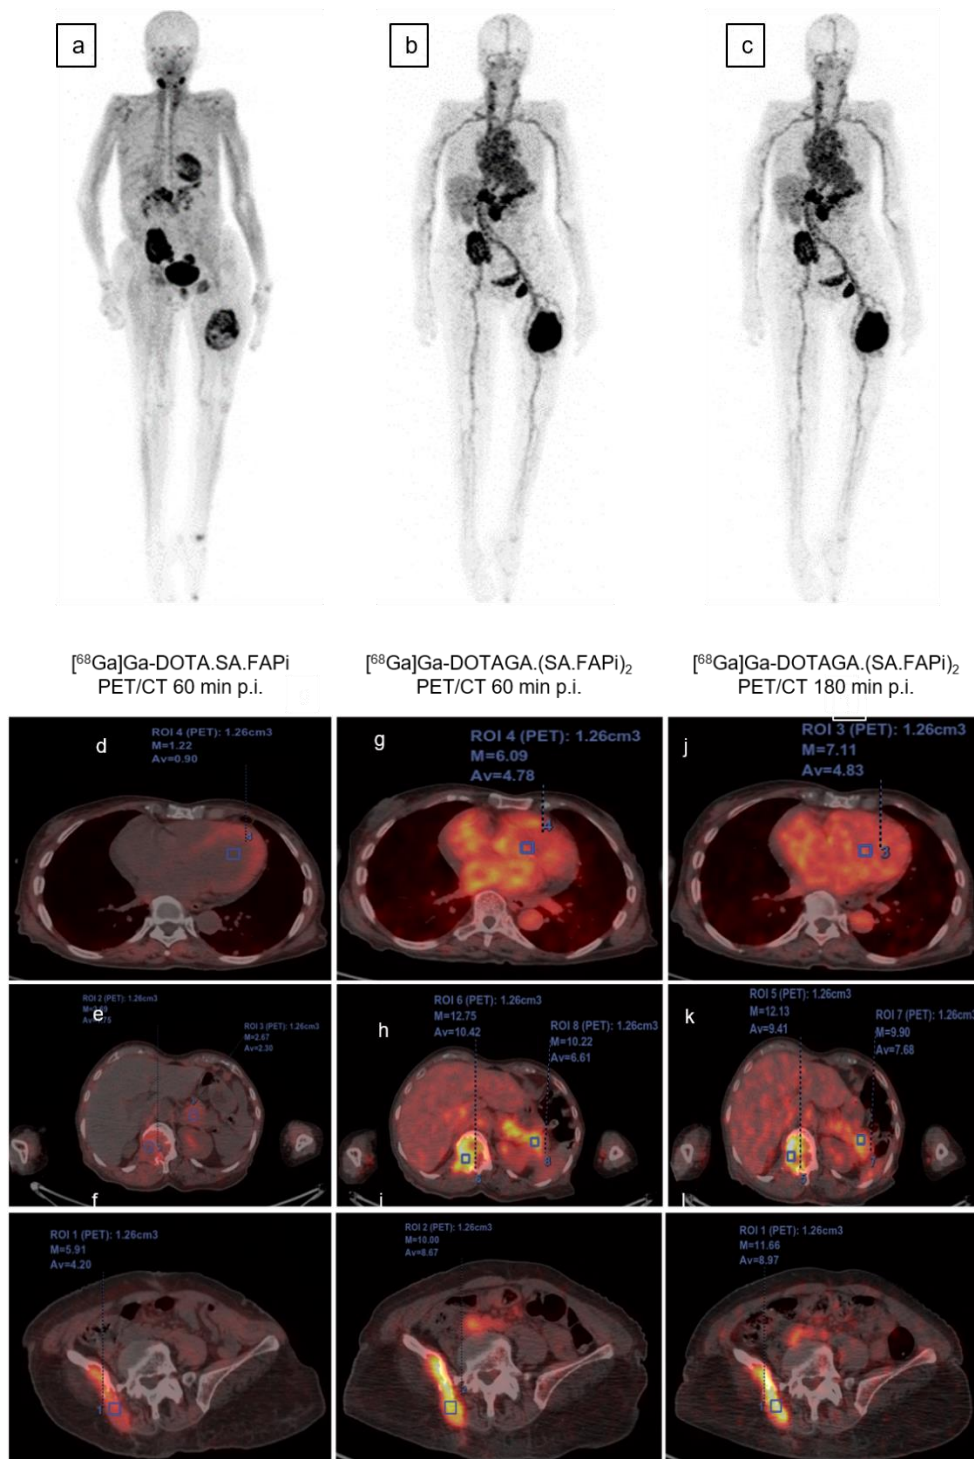 a
b
c
[⁶⁸Ga]Ga-DOTA.SA.FAPi
PET/CT 60 min p.i.
[⁶⁸Ga]Ga-DOTAGA.(SA.FAPi)₂
PET/CT 60 min p.i.
[⁶⁸Ga]Ga-DOTAGA.(SA.FAPi)₂
PET/CT 180 min p.i.
d
ROI 4 (PET): 1.26cm3
M=1.22
Av=0.90
4
g
ROI 4 (PET): 1.26cm3
M=6.09
Av=4.78
4
j
ROI 3 (PET): 1.26cm3
M=7.11
Av=4.83
3
e
ROI 2 (PET): 1.26cm3
ROI 3 (PET): 1.26cm3
M=2.67
Av=2.30
h
ROI 6 (PET): 1.26cm3
M=12.75
Av=10.42
ROI 8 (PET): 1.26cm3
M=10.22
Av=6.61
8
k
ROI 5 (PET): 1.26cm3
M=12.13
Av=9.41
ROI 7 (PET): 1.26cm3
M=9.90
Av=7.68
7
f
ROI 1 (PET): 1.26cm3
M=5.91
Av=4.20
1
i
ROI 2 (PET): 1.26cm3
M=10.00
Av=8.67
l
ROI 1 (PET): 1.26cm3
M=11.66
Av=8.97